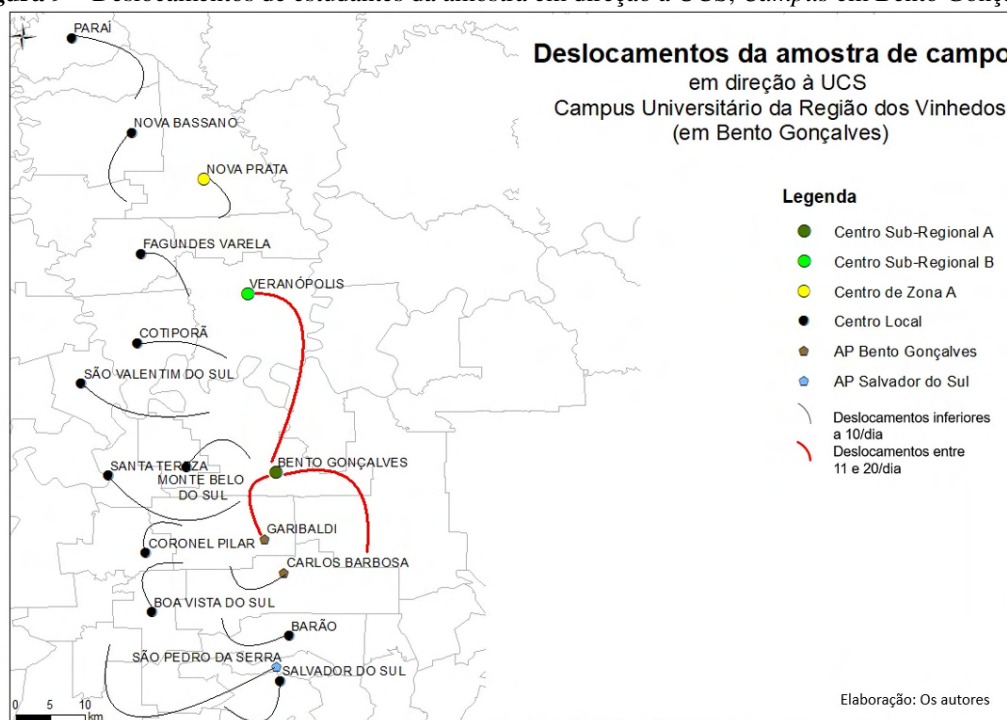 Deslocamentos de estudantes da amostra em direção à UCS, Campus em Bento
PARAÍ
Deslocamentos da amostra de campo
em direção à UCS
Campus Universitário da Região dos Vinhedos
(em Bento Gonçalves)
NOVA BASSANO
NOVA PRATA
Legenda
Centro Sub-Regional A
Centro Sub-Regional B
Centro de Zona A
Centro Local
AP Bento Gonçalves
AP Salvador do Sul
Deslocamentos inferiores
a 10/dia
Deslocamentos entre
11 e 20/dia
FAGUNDES VARELA
VERANÓPOLIS
COTIPORÃ
SÃO VALENTIM DO SUL
BENTO GONÇALVES
SANTA TEREZA
MONTE BELO
DO SUL
GARIBALDI
CORONEL PILAR
CARLOS BARBOSA
BOA VISTA DO SUL
BARÃO
SÃO PEDRO DA SERRA
SALVADOR DO SUL
0 5 10
km
Elaboração: Os autores